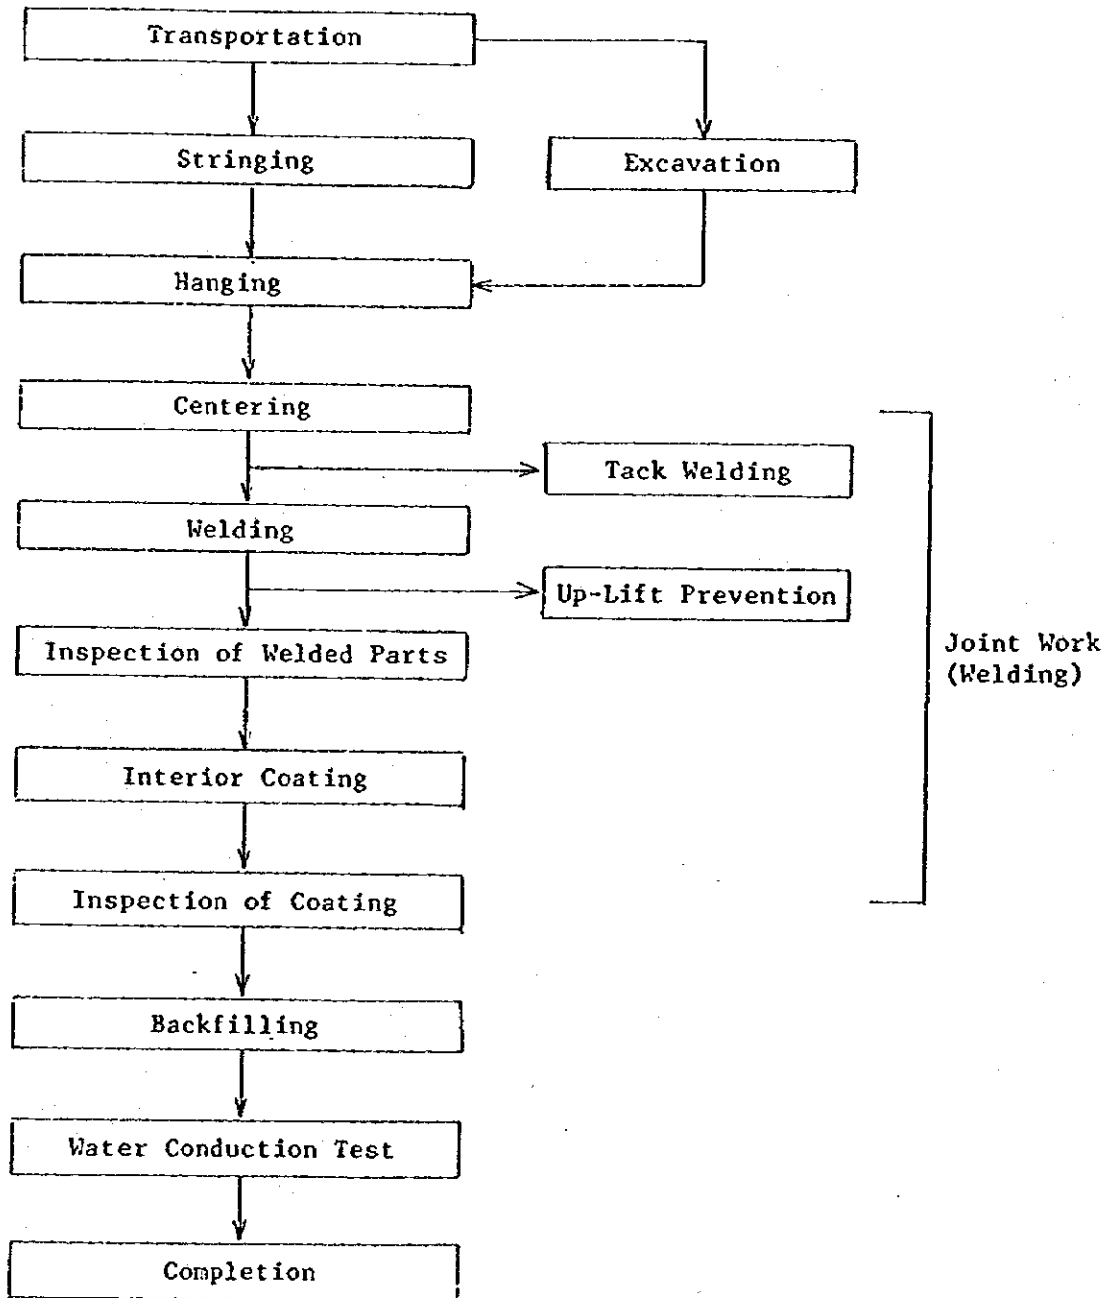 Transportation
Stringing
Excavation
Hanging
Centering
Tack Welding
Welding
Up-Lift Prevention
Inspection of Welded Parts
Joint Work
(Welding)
Interior Coating
Inspection of Coating
Backfilling
Water Conduction Test
Completion